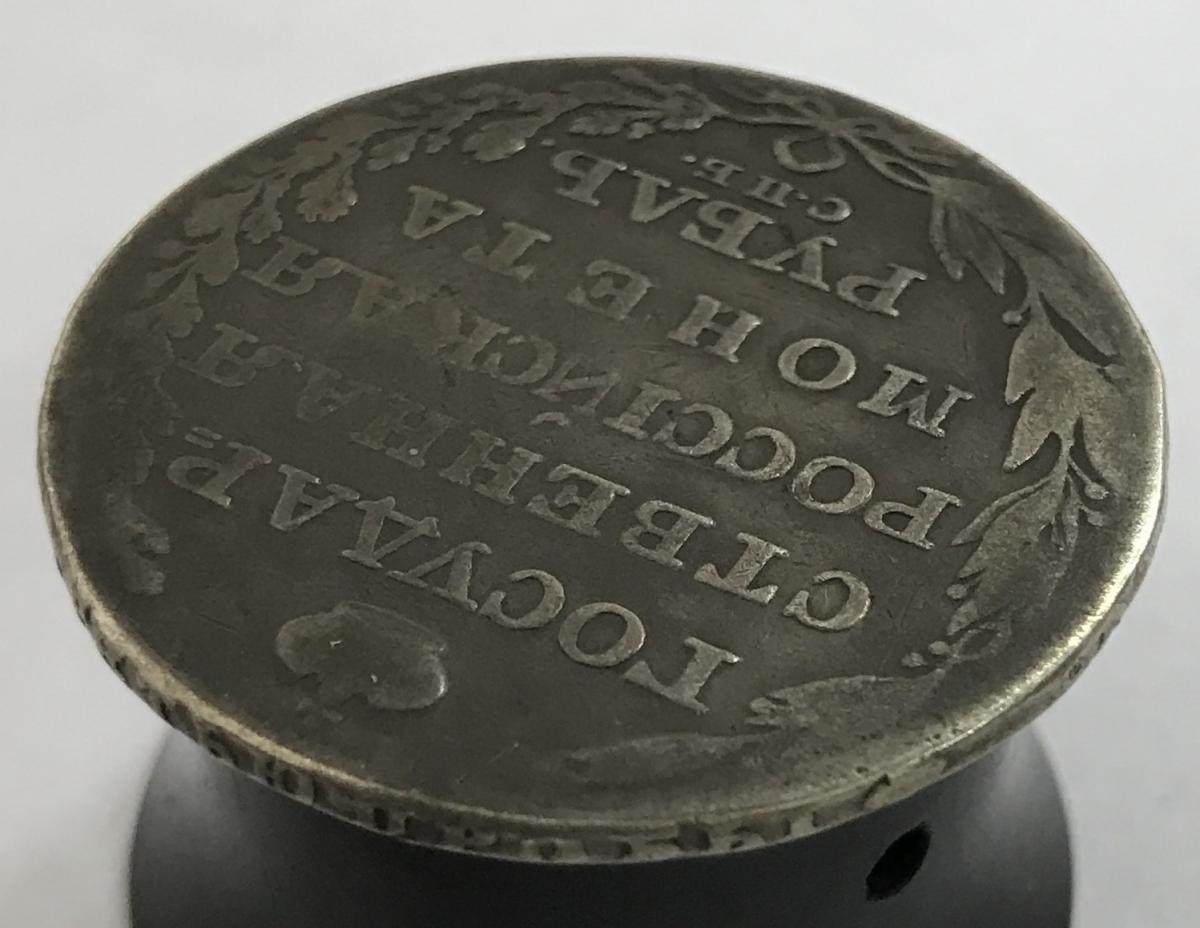 ГОСУДАР=
СТВЕННАЯ
РОССІЙСКАЯ
МОНЕТА
РУБЛЬ.
С·П Б·